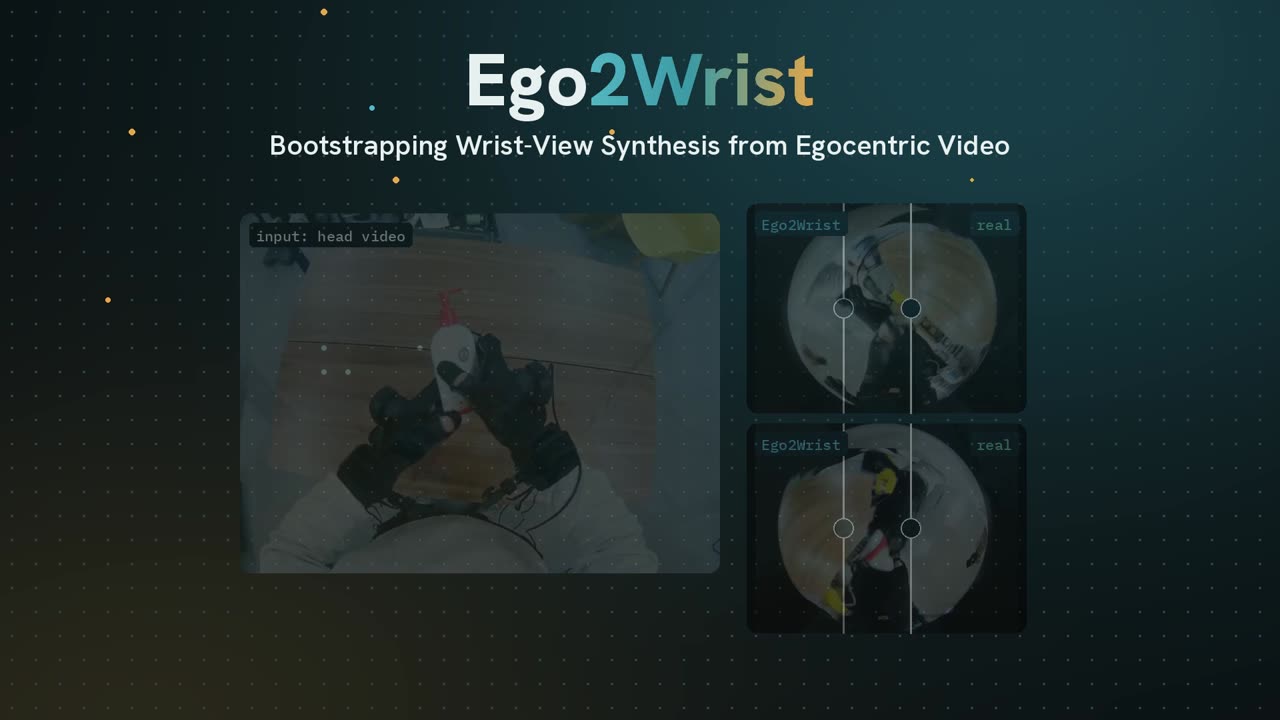 Ego2Wrist
Bootstrapping Wrist-View Synthesis from Egocentric Video
input: head video
Ego2Wrist
real
Ego2Wrist
real